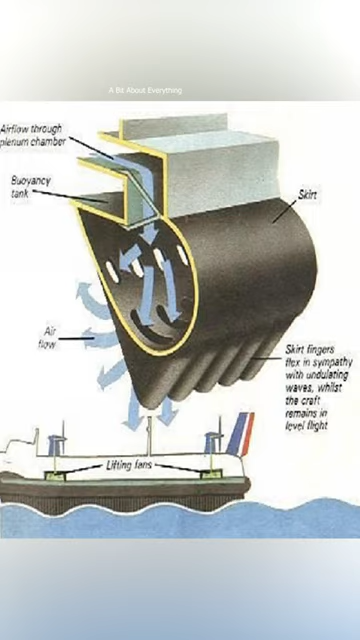 A Bit About Everything
Airflow through
plenum chamber
Buoyancy
tank
Skirt
Air
flow
Skirt fingers
flex in sympathy
with undulating
waves, whilst
the craft
remains in
level flight
Lifting fans